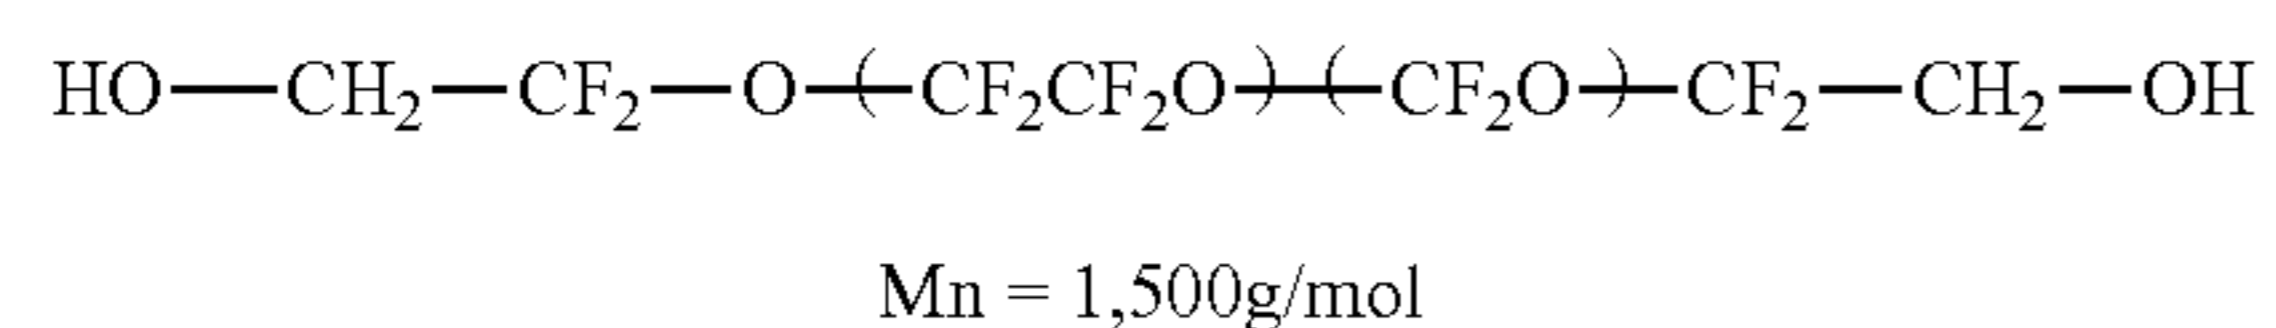 HO—CH₂—CF₂—O—(CF₂CF₂O)—(CF₂O)—CF₂—CH₂—OH
Mn = 1,500g/mol